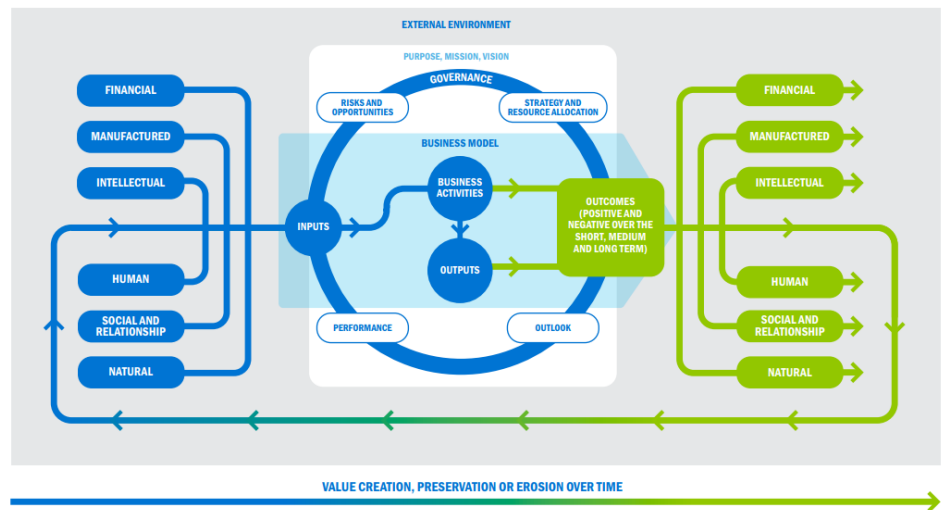 EXTERNAL ENVIRONMENT
PURPOSE, MISSION, VISION
GOVERNANCE
RISKS AND
OPPORTUNITIES
STRATEGY AND
RESOURCE ALLOCATION
BUSINESS MODEL
FINANCIAL
MANUFACTURED
INTELLECTUAL
HUMAN
SOCIAL AND
RELATIONSHIP
NATURAL
INPUTS
BUSINESS
ACTIVITIES
OUTPUTS
OUTCOMES
(POSITIVE AND
NEGATIVE OVER THE
SHORT, MEDIUM
AND LONG TERM)
PERFORMANCE
OUTLOOK
FINANCIAL
MANUFACTURED
INTELLECTUAL
HUMAN
SOCIAL AND
RELATIONSHIP
NATURAL
VALUE CREATION, PRESERVATION OR EROSION OVER TIME